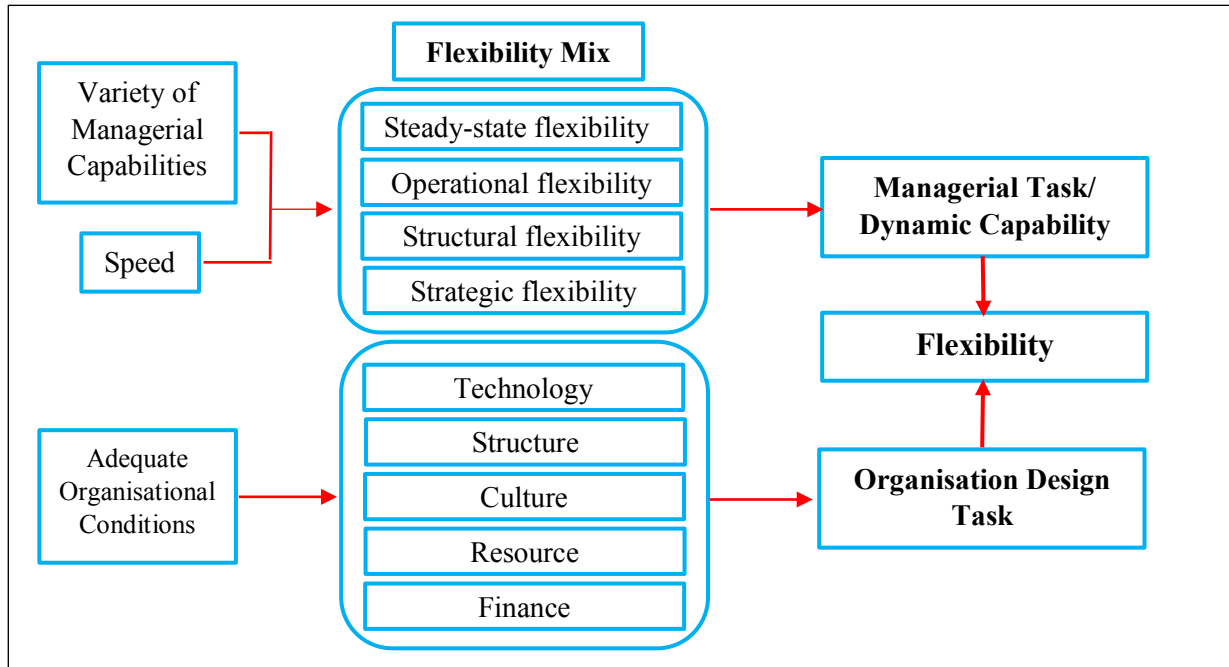 Flexibility Mix
Variety of
Managerial
Capabilities
Speed
Steady-state flexibility
Operational flexibility
Structural flexibility
Strategic flexibility
Managerial Task/
Dynamic Capability
Flexibility
Adequate
Organisational
Conditions
Technology
Structure
Culture
Resource
Finance
Organisation Design
Task